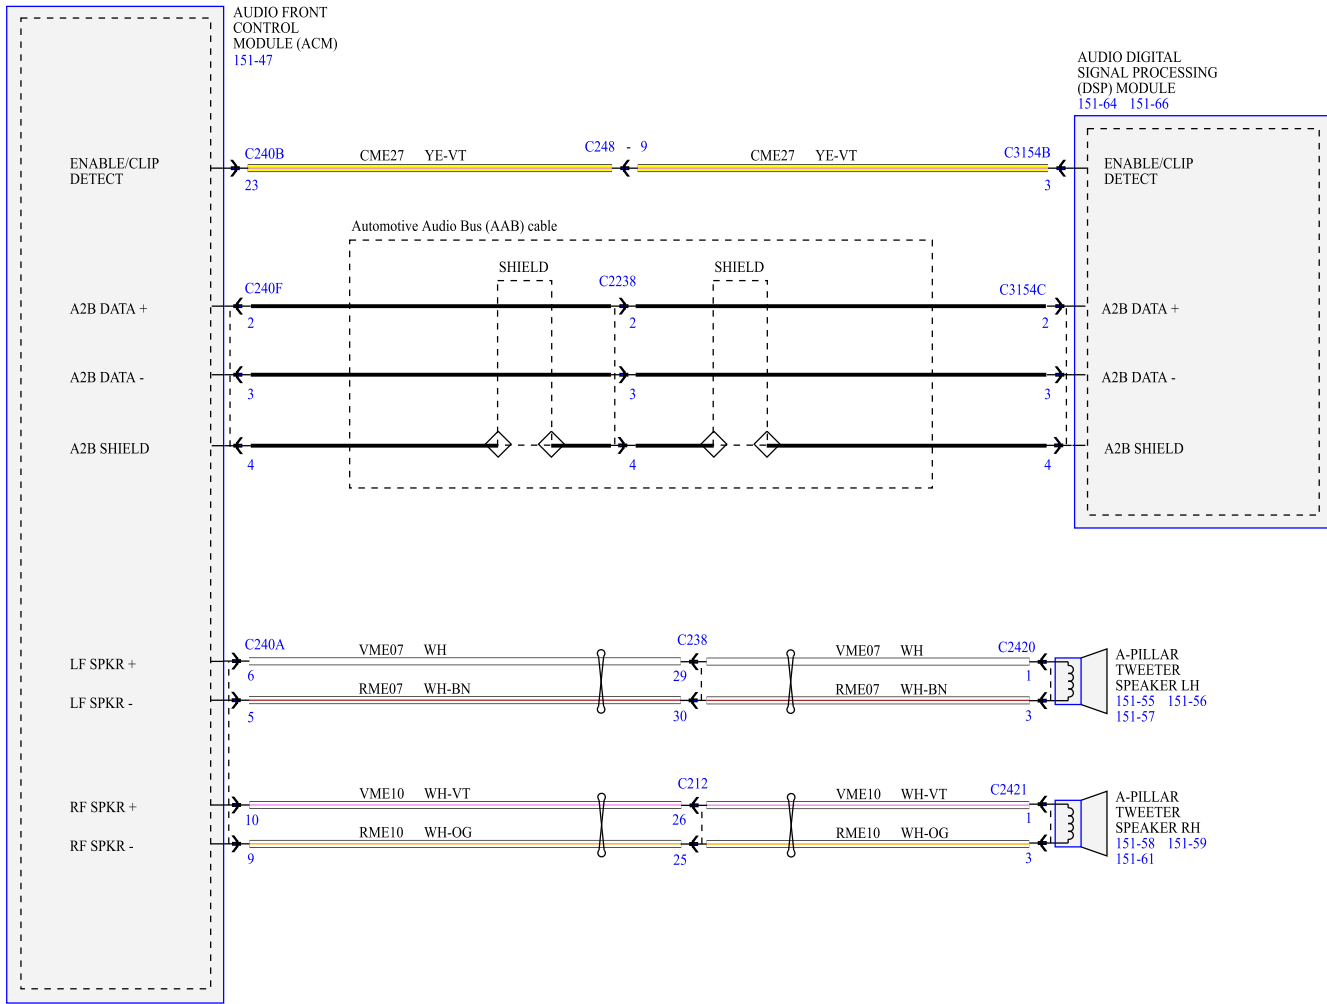 AUDIO FRONT
CONTROL
MODULE (ACM)
151-47
AUDIO DIGITAL
SIGNAL PROCESSING
(DSP) MODULE
151-64 151-66
ENABLE/CLIP
DETECT
C240B
23
CME27 YE-VT
C248 - 9
CME27 YE-VT
C3154B
3
ENABLE/CLIP
DETECT
Automotive Audio Bus (AAB) cable
SHIELD
SHIELD
C240F
C2238
C3154C
A2B DATA +
2
2
2
A2B DATA +
A2B DATA -
3
3
3
A2B DATA -
A2B SHIELD
4
4
4
A2B SHIELD
C240A
C238
C2420
LF SPKR +
6
VME07 WH
29
VME07 WH
1
LF SPKR -
5
RME07 WH-BN
30
RME07 WH-BN
3
A-PILLAR
TWEETER
SPEAKER LH
151-55 151-56
151-57
C212
C2421
RF SPKR +
10
VME10 WH-VT
26
VME10 WH-VT
1
RF SPKR -
9
RME10 WH-OG
25
RME10 WH-OG
3
A-PILLAR
TWEETER
SPEAKER RH
151-58 151-59
151-61